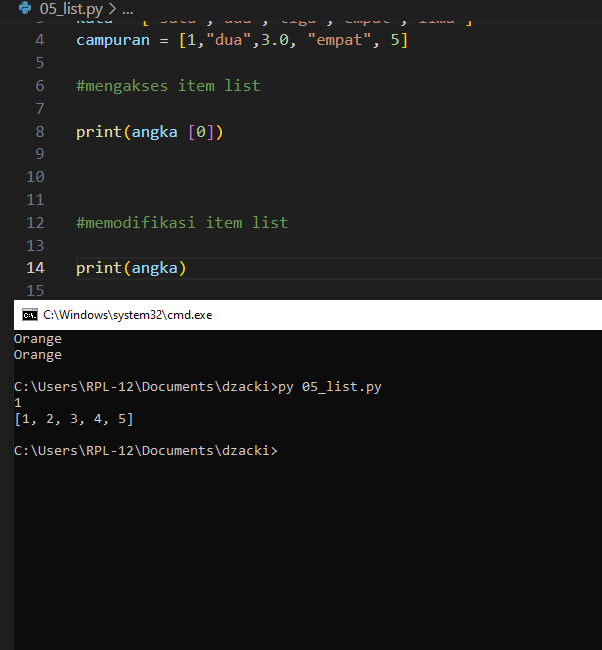 05_list.py > ...
4 campuran = [1,"dua",3.0, "empat", 5]
5
6 #mengakses item list
7
8 print(angka [0])
9
10
11
12 #memodifikasi item list
13
14 print(angka)
15
C:\Windows\system32\cmd.exe
Orange
Orange
C:\Users\RPL-12\Documents\dzacki>py 05_list.py
1
[1, 2, 3, 4, 5]
C:\Users\RPL-12\Documents\dzacki>